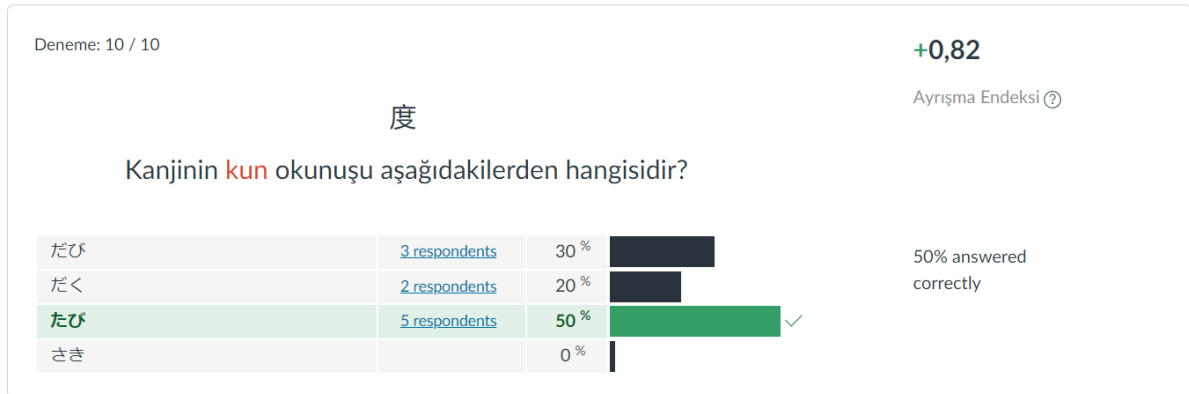 Deneme: 10 / 10
+0,82
Ayrışma Endeksi ?
度
Kanjinin kun okunuşu aşağıdakilerden hangisidir?
だび 3 respondents 30 %
だく 2 respondents 20 %
たび 5 respondents 50 %
さき 0 %
50% answered
correctly